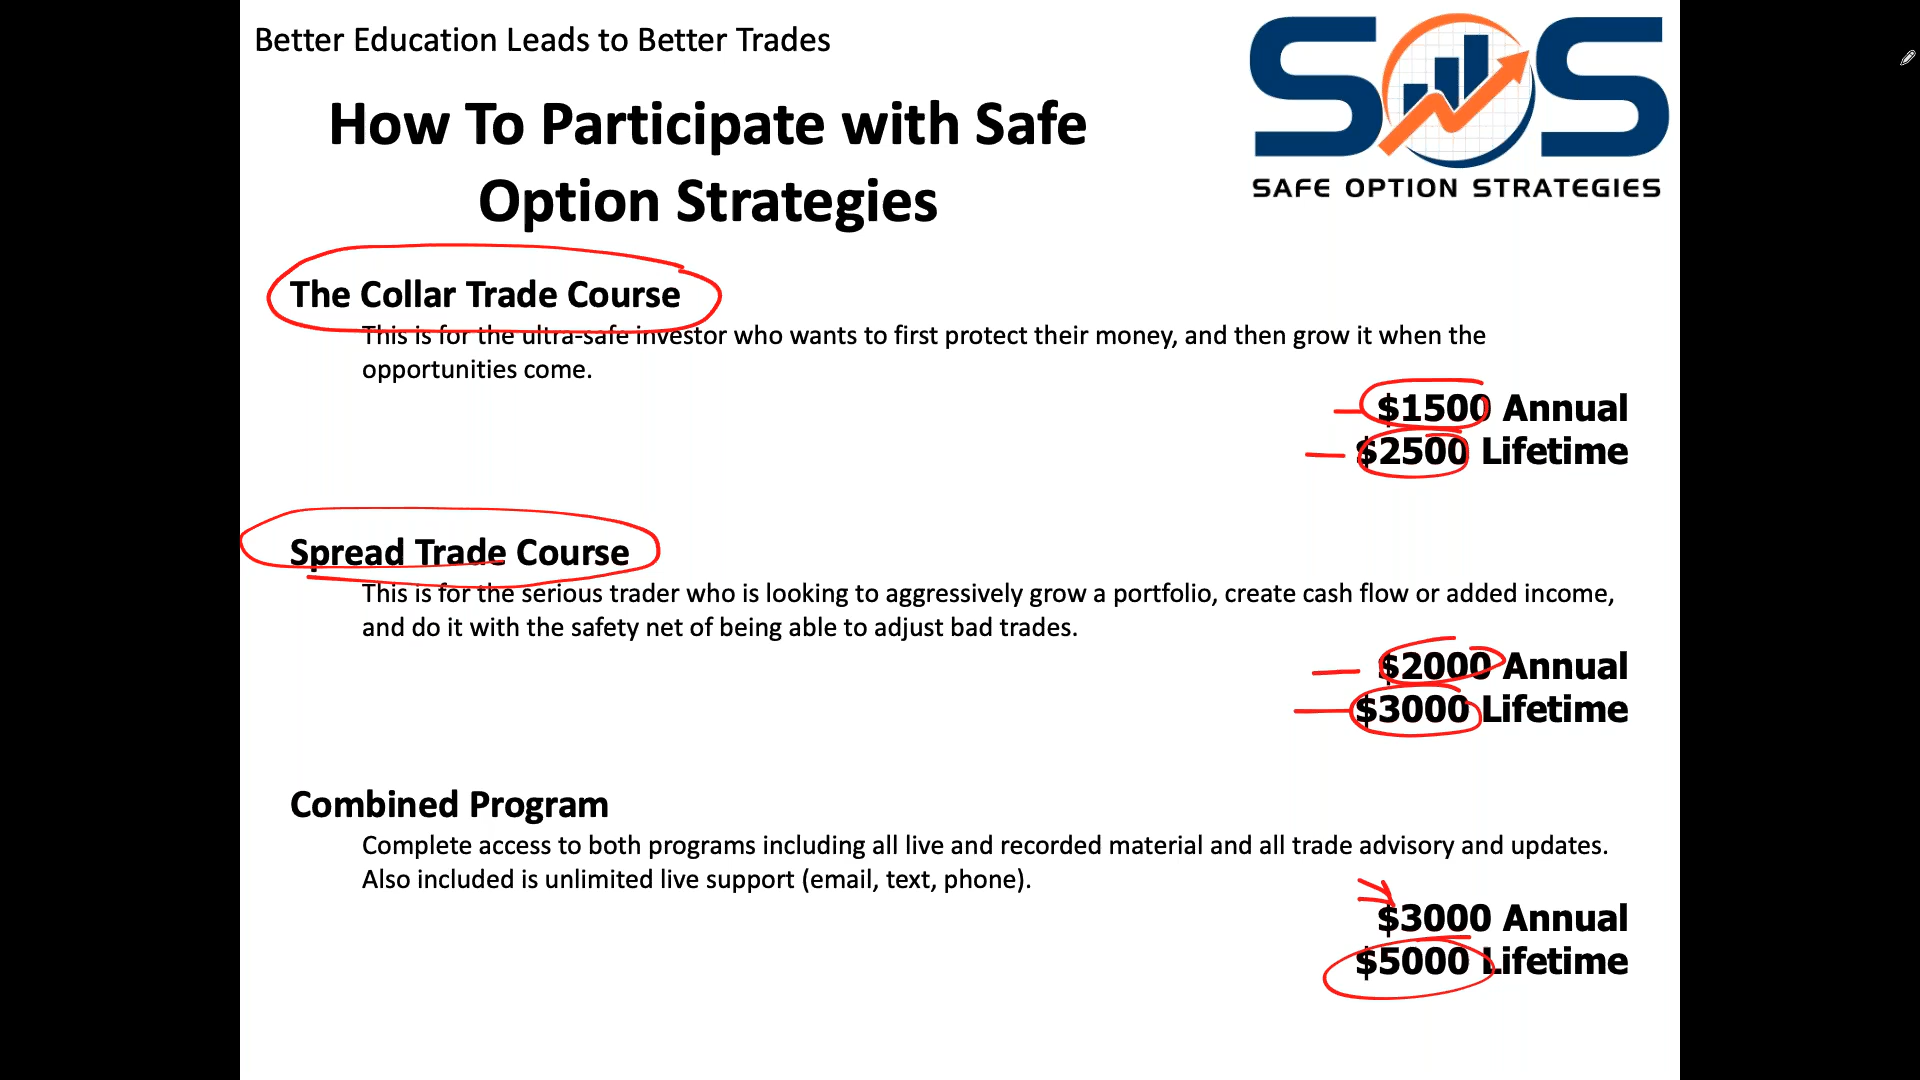 Better Education Leads to Better Trades
SOS
SAFE OPTION STRATEGIES
How To Participate with Safe
Option Strategies
The Collar Trade Course
This is for the ultra-safe investor who wants to first protect their money, and then grow it when the
opportunities come.
$1500 Annual
$2500 Lifetime
Spread Trade Course
This is for the serious trader who is looking to aggressively grow a portfolio, create cash flow or added income,
and do it with the safety net of being able to adjust bad trades.
$2000 Annual
$3000 Lifetime
Combined Program
Complete access to both programs including all live and recorded material and all trade advisory and updates.
Also included is unlimited live support (email, text, phone).
$3000 Annual
$5000 Lifetime